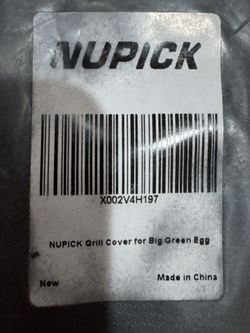 NUPICK
X002V4H197
NUPICK Grill Cover for Big Green Egg
New
Made in China